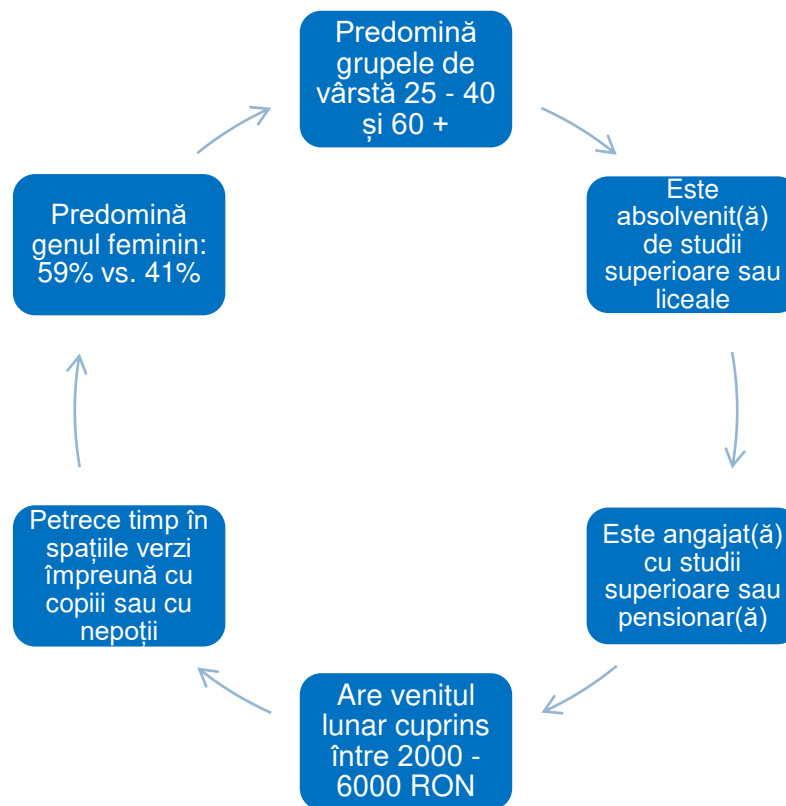 Predomină
grupele de
vârstă 25 - 40
și 60 +
Este
absolvenit(ă)
de studii
superioare sau
liceale
Este angajat(ă)
cu studii
superioare sau
pensionar(ă)
Are venitul
lunar cuprins
între 2000 -
6000 RON
Petrece timp în
spațiile verzi
împreună cu
copiii sau cu
nepoții
Predomină
genul feminin:
59% vs. 41%